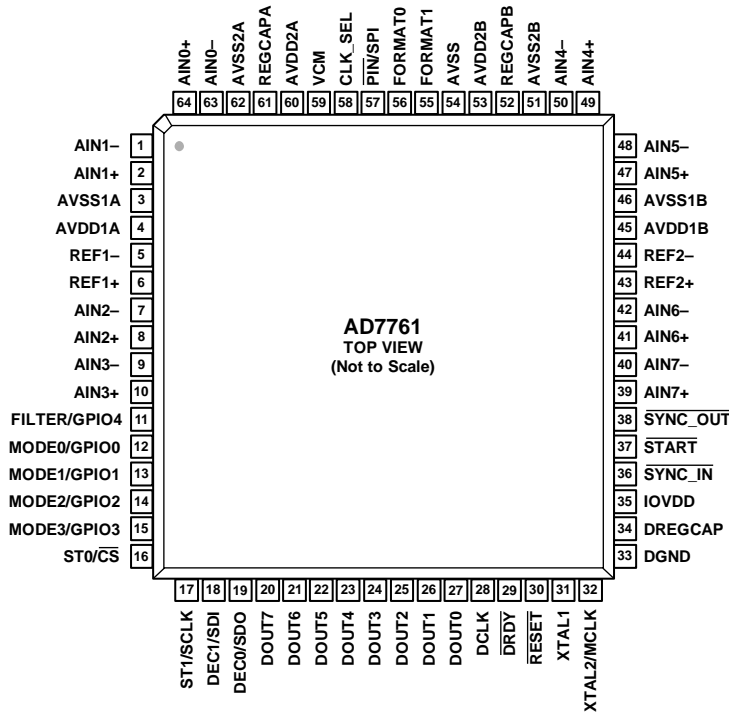 AIN0+
AIN0–
AVSS2A
REGCAPA
AVDD2A
VCM
CLK_SEL
PIN/SPI
FORMAT0
FORMAT1
AVSS
AVDD2B
REGCAPB
AVSS2B
AIN4–
AIN4+
64 63 62 61 60 59 58 57 56 55 54 53 52 51 50 49
AIN1– 1
AIN1+ 2
AVSS1A 3
AVDD1A 4
REF1– 5
REF1+ 6
AIN2– 7
AIN2+ 8
AIN3– 9
AIN3+ 10
FILTER/GPIO4 11
MODE0/GPIO0 12
MODE1/GPIO1 13
MODE2/GPIO2 14
MODE3/GPIO3 15
ST0/CS 16
AD7761
TOP VIEW
(Not to Scale)
48 AIN5–
47 AIN5+
46 AVSS1B
45 AVDD1B
44 REF2–
43 REF2+
42 AIN6–
41 AIN6+
40 AIN7–
39 AIN7+
38 SYNC_OUT
37 START
36 SYNC_IN
35 IOVDD
34 DREGCAP
33 DGND
17 18 19 20 21 22 23 24 25 26 27 28 29 30 31 32
ST1/SCLK
DEC1/SDI
DEC0/SDO
DOUT7
DOUT6
DOUT5
DOUT4
DOUT3
DOUT2
DOUT1
DOUT0
DCLK
DRDY
RESET
XTAL1
XTAL2/MCLK